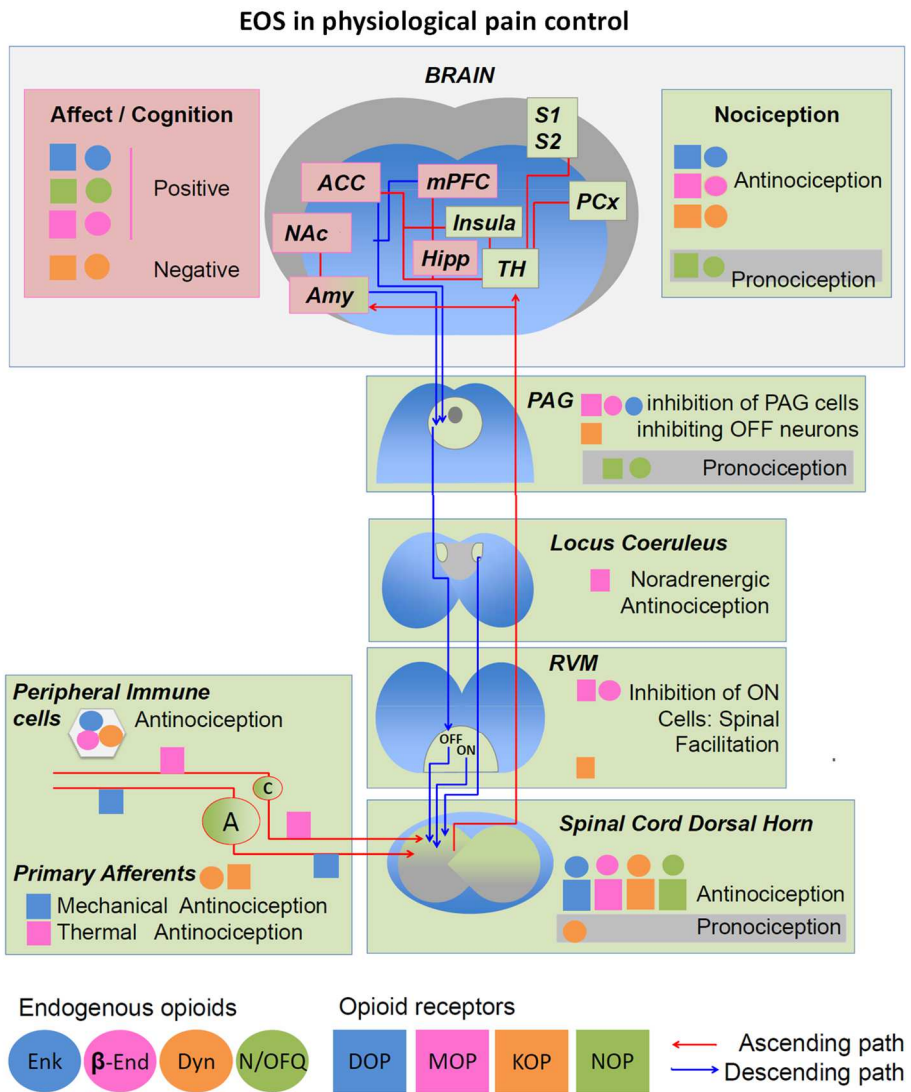 EOS in physiological pain control
BRAIN
Affect / Cognition
Positive
Negative
S1
S2
ACC
mPFC
PCx
Insula
NAc
Hipp
TH
Amy
Nociception
Antinociception
Pronociception
PAG
inhibition of PAG cells
inhibiting OFF neurons
Pronociception
Locus Coeruleus
Noradrenergic
Antinociception
RVM
Inhibition of ON
Cells: Spinal
Facilitation
OFF
ON
Peripheral Immune
cells
Antinociception
C
A
Primary Afferents
Mechanical Antinociception
Thermal Antinociception
Spinal Cord Dorsal Horn
Antinociception
Pronociception
Endogenous opioids
Enk
β-End
Dyn
N/OFQ
Opioid receptors
DOP
MOP
KOP
NOP
Ascending path
Descending path